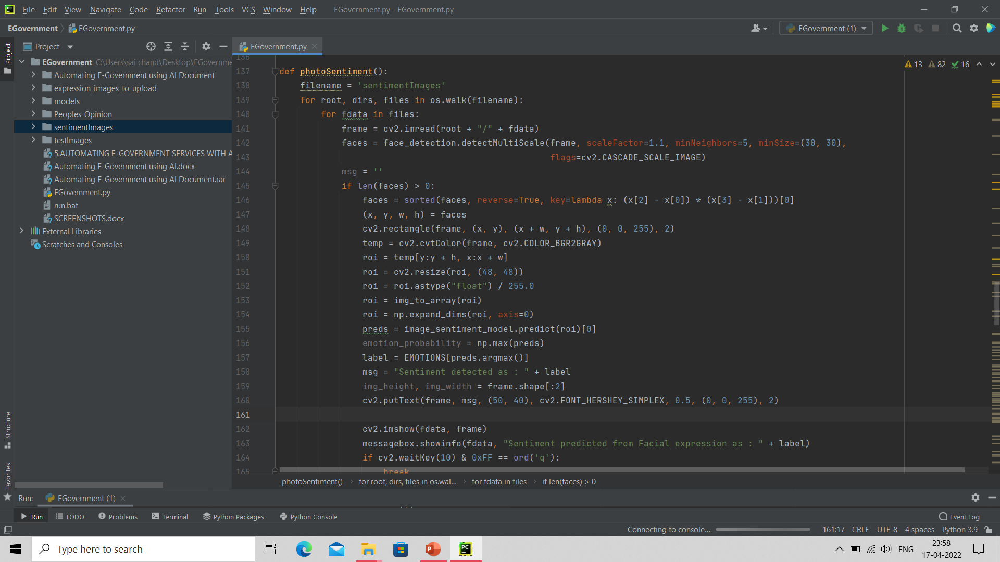 File Edit View Navigate Code Refactor Run Tools VCS Window Help EGovernment.py - EGovernment.py
EGovernment EGovernment.py EGovernment (1)
Project
Project
EGovernment.py
EGovernment C:\Users\sai chand\Desktop\EGovernme
Automating E-Government using AI Document
expression_images_to_upload
models
Peoples_Opinion
sentimentImages
testImages
5.AUTOMATING E-GOVERNMENT SERVICES WITH A
Automating E-Government using AI.docx
Automating E-Government using AI Document.rar
EGovernment.py
run.bat
SCREENSHOTS.docx
External Libraries
Scratches and Consoles
13 82 16
136
137 def photoSentiment():
138 filename = 'sentimentImages'
139 for root, dirs, files in os.walk(filename):
140 for fdata in files:
141 frame = cv2.imread(root + "/" + fdata)
142 faces = face_detection.detectMultiScale(frame, scaleFactor=1.1, minNeighbors=5, minSize=(30, 30),
143 flags=cv2.CASCADE_SCALE_IMAGE)
144 msg = ''
145 if len(faces) > 0:
146 faces = sorted(faces, reverse=True, key=lambda x: (x[2] - x[0]) * (x[3] - x[1]))[0]
147 (x, y, w, h) = faces
148 cv2.rectangle(frame, (x, y), (x + w, y + h), (0, 0, 255), 2)
149 temp = cv2.cvtColor(frame, cv2.COLOR_BGR2GRAY)
150 roi = temp[y:y + h, x:x + w]
151 roi = cv2.resize(roi, (48, 48))
152 roi = roi.astype("float") / 255.0
153 roi = img_to_array(roi)
154 roi = np.expand_dims(roi, axis=0)
155 preds = image_sentiment_model.predict(roi)[0]
156 emotion_probability = np.max(preds)
157 label = EMOTIONS[preds.argmax()]
158 msg = "Sentiment detected as : " + label
159 img_height, img_width = frame.shape[:2]
160 cv2.putText(frame, msg, (50, 40), cv2.FONT_HERSHEY_SIMPLEX, 0.5, (0, 0, 255), 2)
161
162 cv2.imshow(fdata, frame)
163 messagebox.showinfo(fdata, "Sentiment predicted from Facial expression as : " + label)
164 if cv2.waitKey(10) & 0xFF == ord('q'):
165 break
photoSentiment() for root, dirs, files in os.wal... for fdata in files if len(faces) > 0
Structure
Favorites
Run: EGovernment (1)
Run TODO Problems Terminal Python Packages Python Console Event Log
Connecting to console... 161:17 CRLF UTF-8 4 spaces Python 3.9
Type here to search
ENG
23:58
17-04-2022